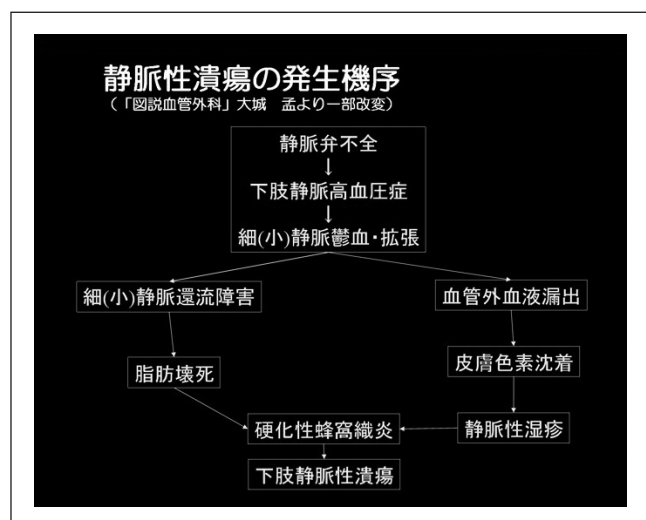 静脈性潰瘍の発生機序
(「図説血管外科」大城　孟より一部改変)
静脈弁不全
↓
下肢静脈高血圧症
↓
細(小)静脈鬱血・拡張
細(小)静脈還流障害
血管外血液漏出
脂肪壊死
皮膚色素沈着
硬化性蜂窩織炎
静脈性湿疹
下肢静脈性潰瘍